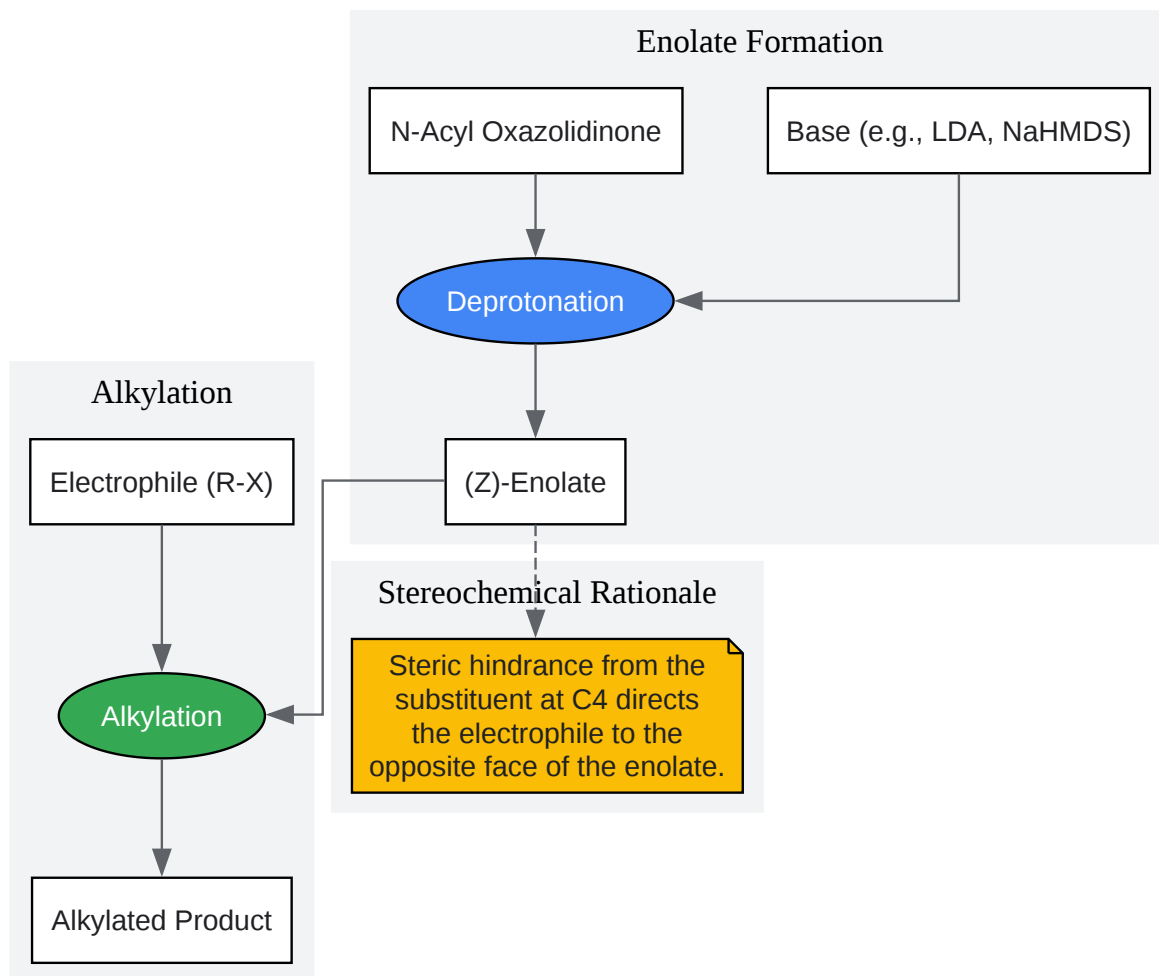 Enolate Formation
N-Acyl Oxazolidinone
Base (e.g., LDA, NaHMDS)
Deprotonation
(Z)-Enolate
Alkylation
Electrophile (R-X)
Alkylation
Alkylated Product
Stereochemical Rationale
Steric hindrance from the
substituent at C4 directs
the electrophile to the
opposite face of the enolate.